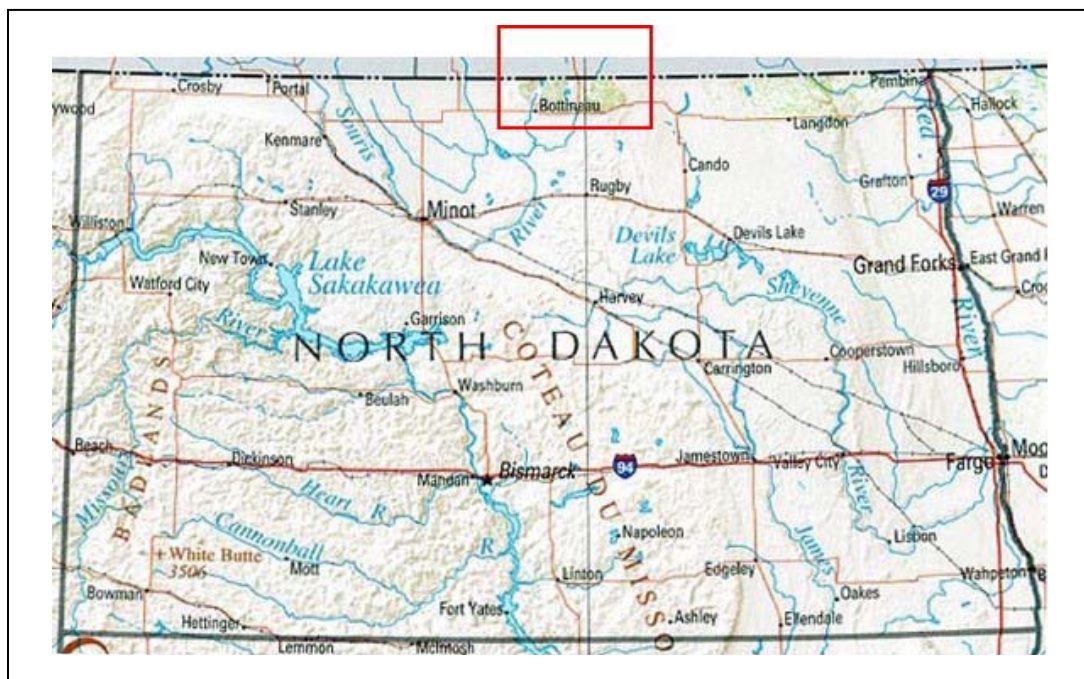 Pembina
Crosby
Portal
ywood
Bottineau
Hallock
Langdon
Souris
Red
Kenmare
Cando
Grafton
29
Rugby
Stanley
Warren
Minot
Williston
River
Devils
Lake
Devils Lake
New Town
Lake
Sakakawea
Grand Forks
East Grand F
Sheyenne
Watford City
Croo
Harvey
River
Garrison
River
NORTH DAKOTA
COTEAU DU MISSO
Cooperstown
Carrington
Hillsboro
Washburn
BADLANDS
Beulah
Beach
Jamestown
Valley City
Moo
Fargo
D
Dickinson
Mandan
Bismarck
94
Missouri
Heart R.
River
Cannonball
R
Napoleon
Lisbon
James
+ White Butte
3506
Mott
Linton
Edgeley
Wahpeton
B
Bowman
Fort Yates
Oakes
Hettinger
Ashley
Ellendale
Lemmon
McIntosh